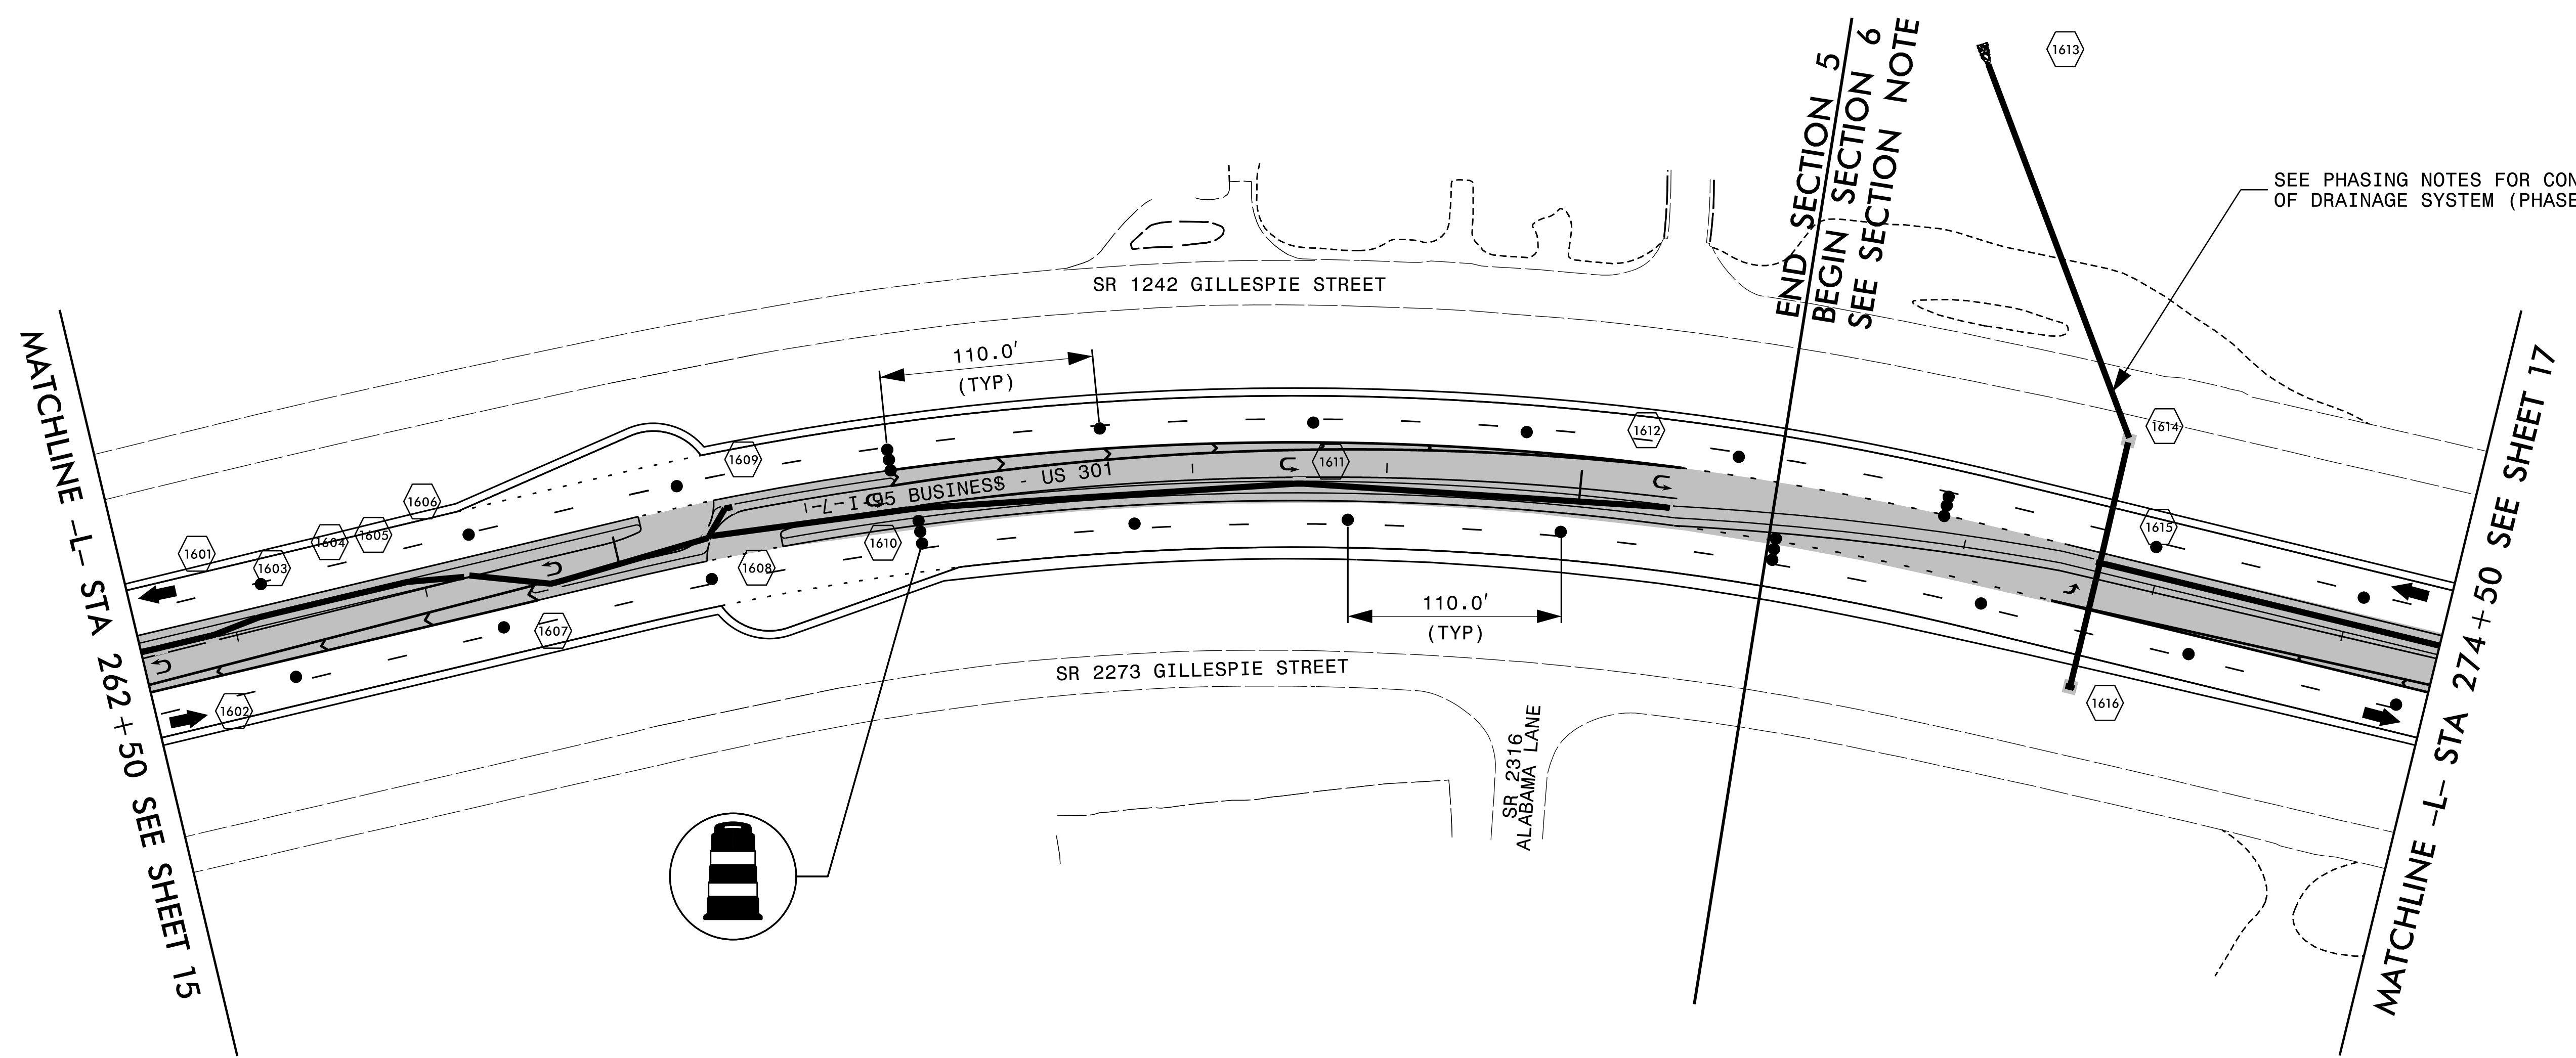 END SECTION 5
BEGIN SECTION 6
SEE SECTION NOTE
1613
SEE PHASING NOTES FOR CON
OF DRAINAGE SYSTEM (PHASE
SR 1242 GILLESPIE STREET
MATCHLINE -L- STA 262+50 SEE SHEET 15
MATCHLINE -L- STA 274+50 SEE SHEET 17
110.0'
(TYP)
1601
1603
1604
1605
1606
1609
1612
1614
1611
-L- I-95 BUSINESS - US 301
1610
1608
1615
1607
1602
1616
110.0'
(TYP)
SR 2273 GILLESPIE STREET
SR 2316
ALABAMA LANE